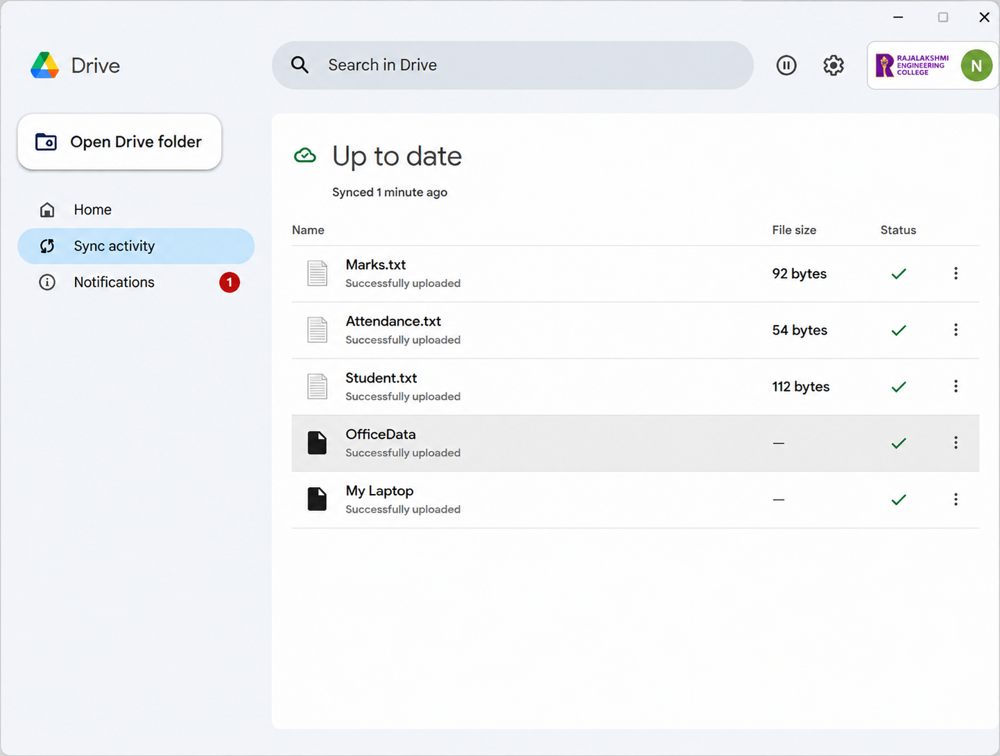 Drive
Search in Drive
RAJALAKSHMI
ENGINEERING
COLLEGE
N
Open Drive folder
Home
Sync activity
Notifications 1
Up to date
Synced 1 minute ago
Name File size Status
Marks.txt
Successfully uploaded
92 bytes
Attendance.txt
Successfully uploaded
54 bytes
Student.txt
Successfully uploaded
112 bytes
OfficeData
Successfully uploaded
—
My Laptop
Successfully uploaded
—